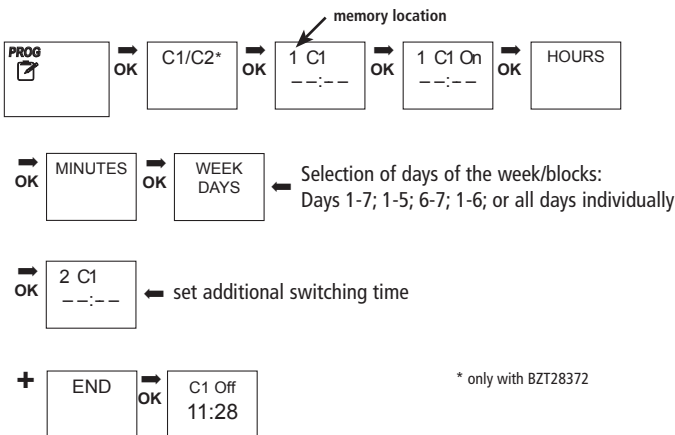 memory location
PROG
OK
C1/C2*
OK
1 C1
--:--
OK
1 C1 On
--:--
OK
HOURS
OK
MINUTES
OK
WEEK
DAYS
Selection of days of the week/blocks:
Days 1-7; 1-5; 6-7; 1-6; or all days individually
OK
2 C1
--:--
set additional switching time
+
END
OK
C1 Off
11:28
* only with BZT28372